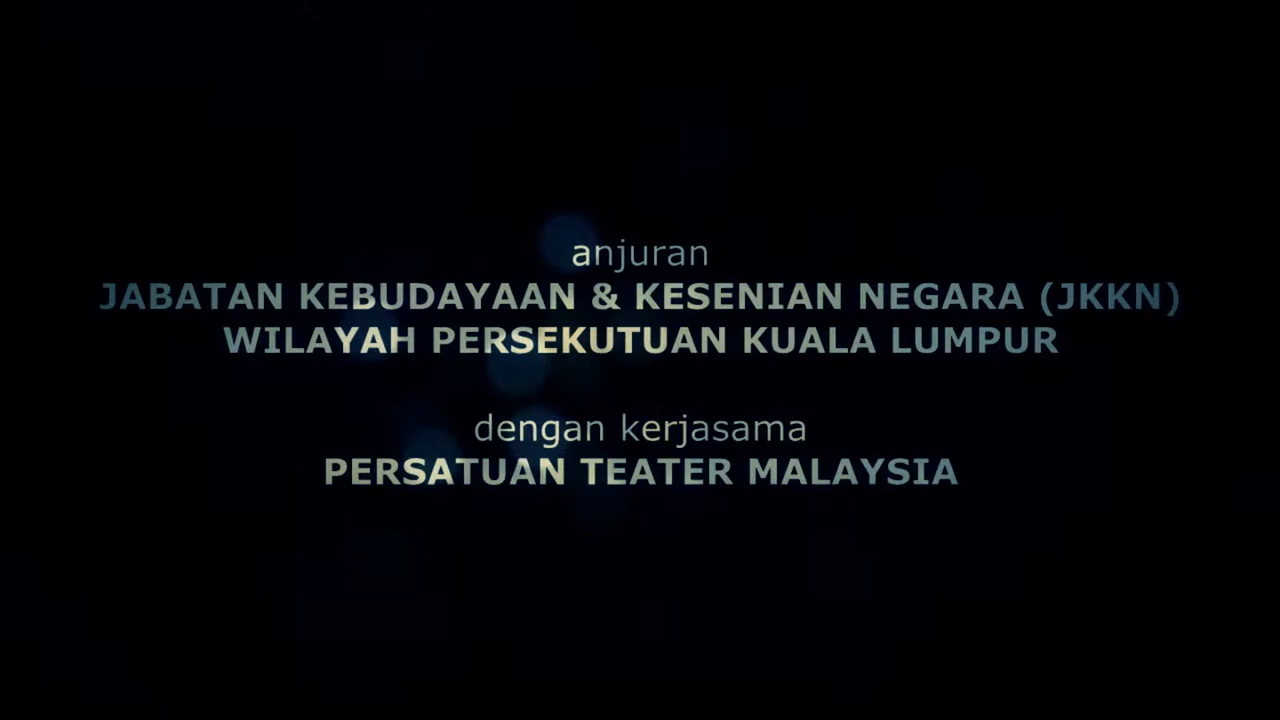 anjuran
JABATAN KEBUDAYAAN & KESENIAN NEGARA (JKKN)
WILAYAH PERSEKUTUAN KUALA LUMPUR
dengan kerjasama
PERSATUAN TEATER MALAYSIA